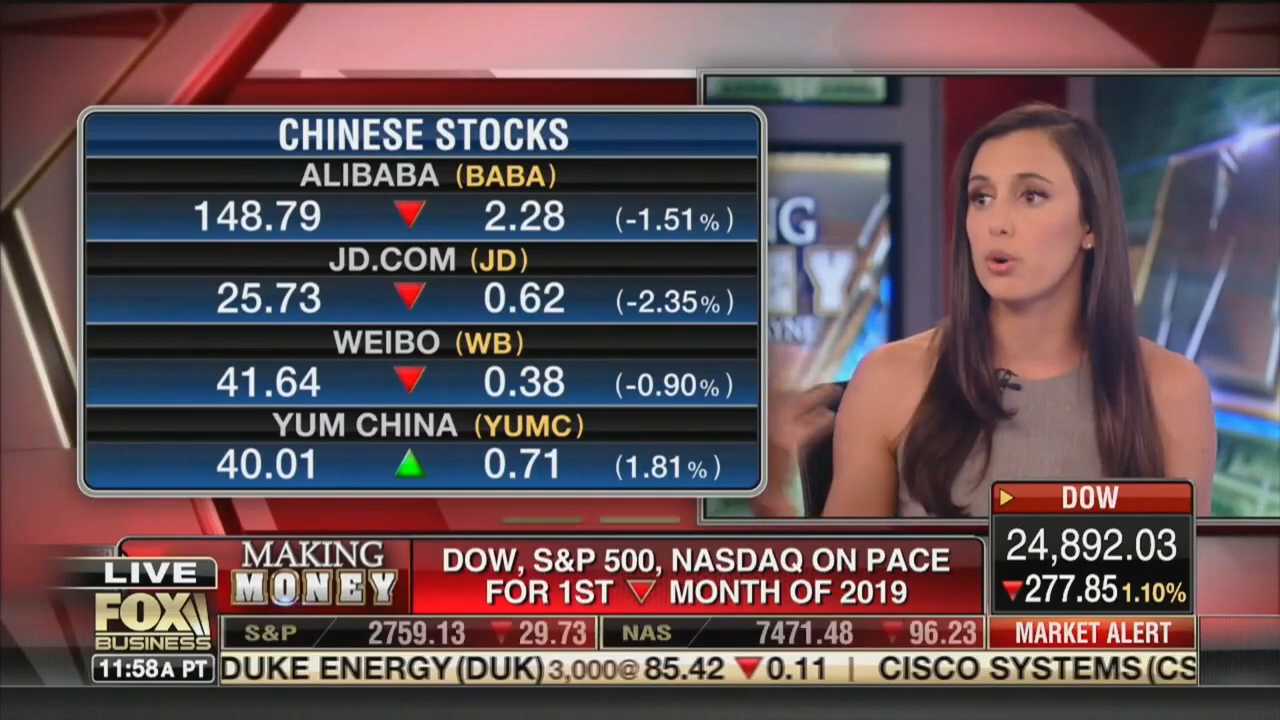 CHINESE STOCKS
ALIBABA (BABA)
148.79 ▼ 2.28 (-1.51%)
JD.COM (JD)
25.73 ▼ 0.62 (-2.35%)
WEIBO (WB)
41.64 ▼ 0.38 (-0.90%)
YUM CHINA (YUMC)
40.01 ▲ 0.71 (1.81%)
DOW
24,892.03
▼277.85 1.10%
MARKET ALERT
MAKING
MONEY
DOW, S&P 500, NASDAQ ON PACE
FOR 1ST ▽ MONTH OF 2019
LIVE
FOX
BUSINESS
11:58A PT
S&P 2759.13 ▼ 29.73 NAS 7471.48 ▼ 96.23
DUKE ENERGY(DUK)3,000@85.42 ▼0.11 | CISCO SYSTEMS(CS